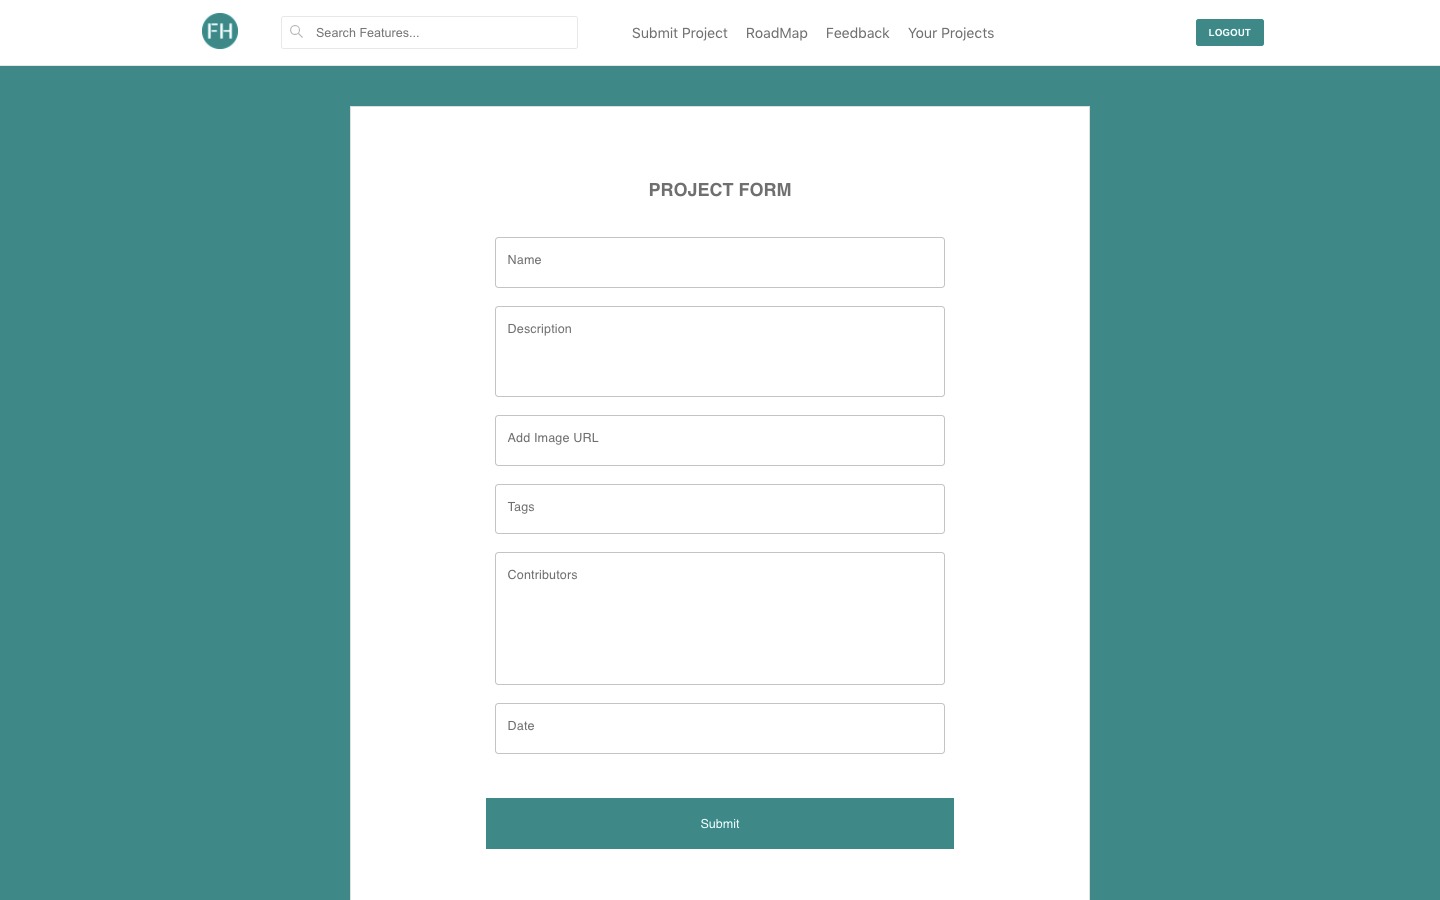 FH
Search Features...
Submit Project
RoadMap
Feedback
Your Projects
LOGOUT
PROJECT FORM
Name
Description
Add Image URL
Tags
Contributors
Date
Submit